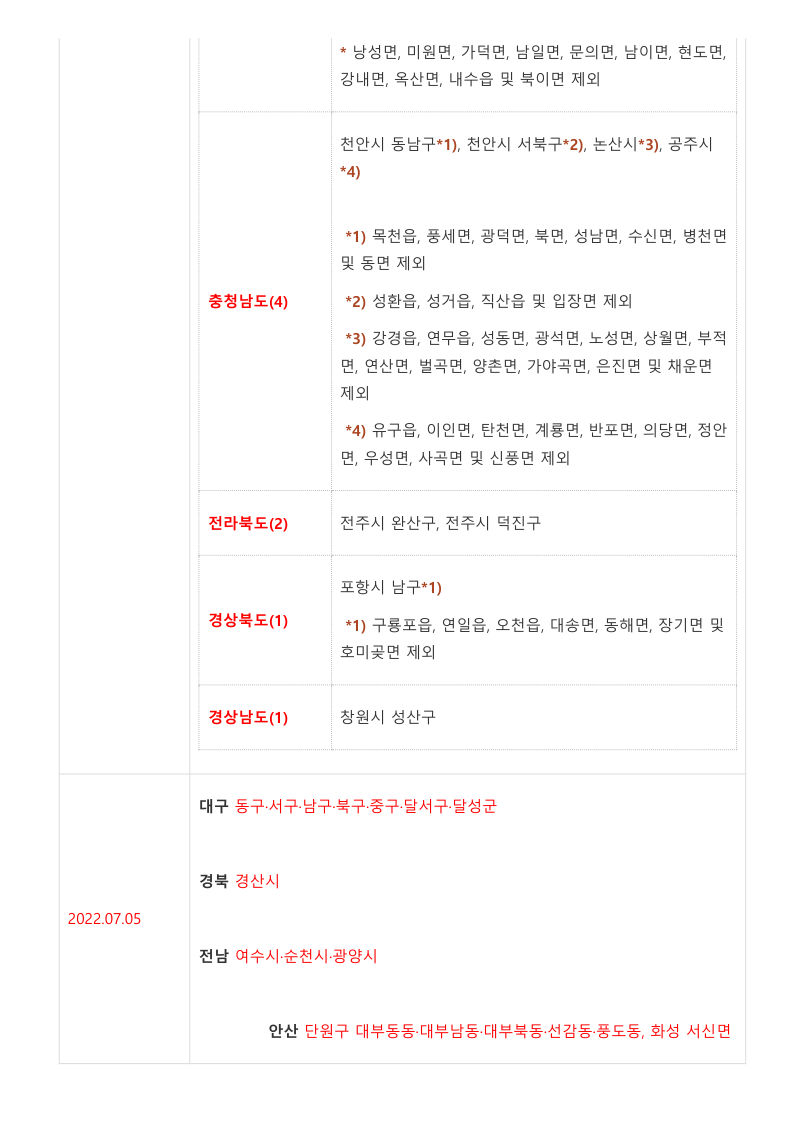 * 낭성면, 미원면, 가덕면, 남일면, 문의면, 남이면, 현도면,
강내면, 옥산면, 내수읍 및 북이면 제외
충청남도(4)
천안시 동남구*1), 천안시 서북구*2), 논산시*3), 공주시
*4)
*1) 목천읍, 풍세면, 광덕면, 북면, 성남면, 수신면, 병천면
및 동면 제외
*2) 성환읍, 성거읍, 직산읍 및 입장면 제외
*3) 강경읍, 연무읍, 성동면, 광석면, 노성면, 상월면, 부적
면, 연산면, 벌곡면, 양촌면, 가야곡면, 은진면 및 채운면
제외
*4) 유구읍, 이인면, 탄천면, 계룡면, 반포면, 의당면, 정안
면, 우성면, 사곡면 및 신풍면 제외
전라북도(2)
전주시 완산구, 전주시 덕진구
경상북도(1)
포항시 남구*1)
*1) 구룡포읍, 연일읍, 오천읍, 대송면, 동해면, 장기면 및
호미곶면 제외
경상남도(1)
창원시 성산구
2022.07.05
대구 동구·서구·남구·북구·중구·달서구·달성군
경북 경산시
전남 여수시·순천시·광양시
안산 단원구 대부동동·대부남동·대부북동·선감동·풍도동, 화성 서신면